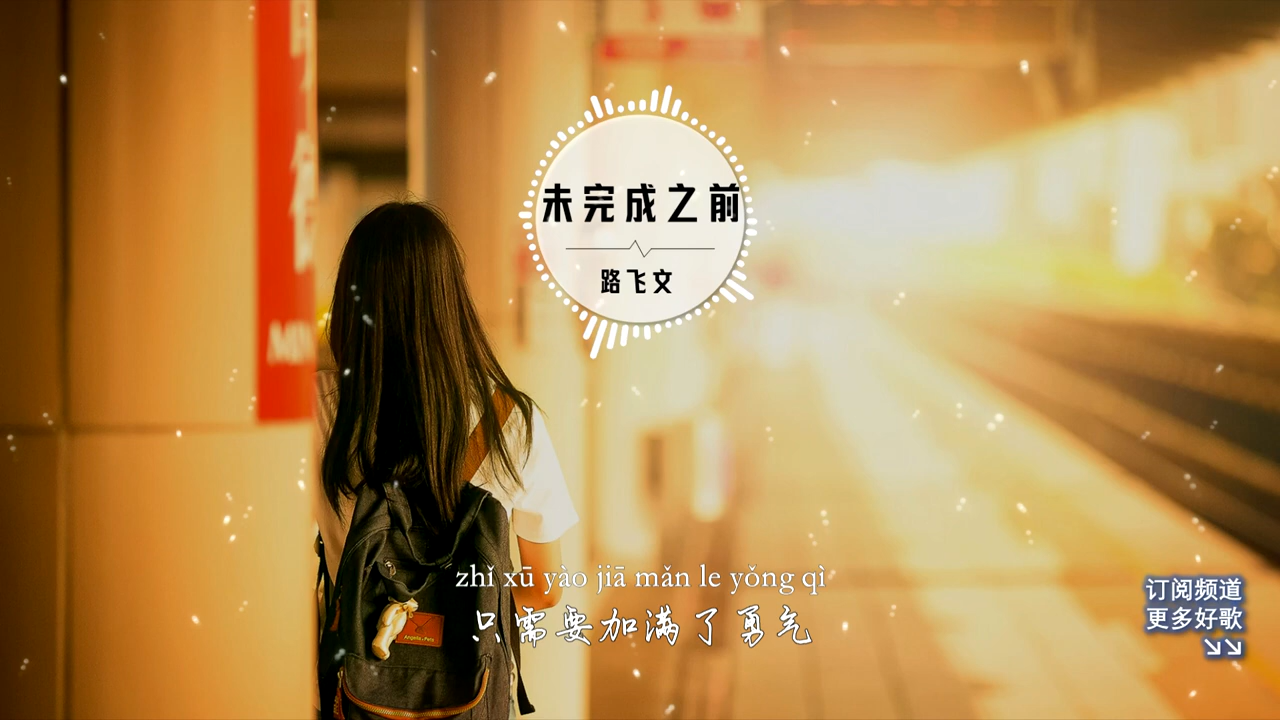 未完成之前
路飞文
zhǐ xū yào jiā mǎn le yǒng qì
只需要加满了勇气
订阅频道
更多好歌
↘↘